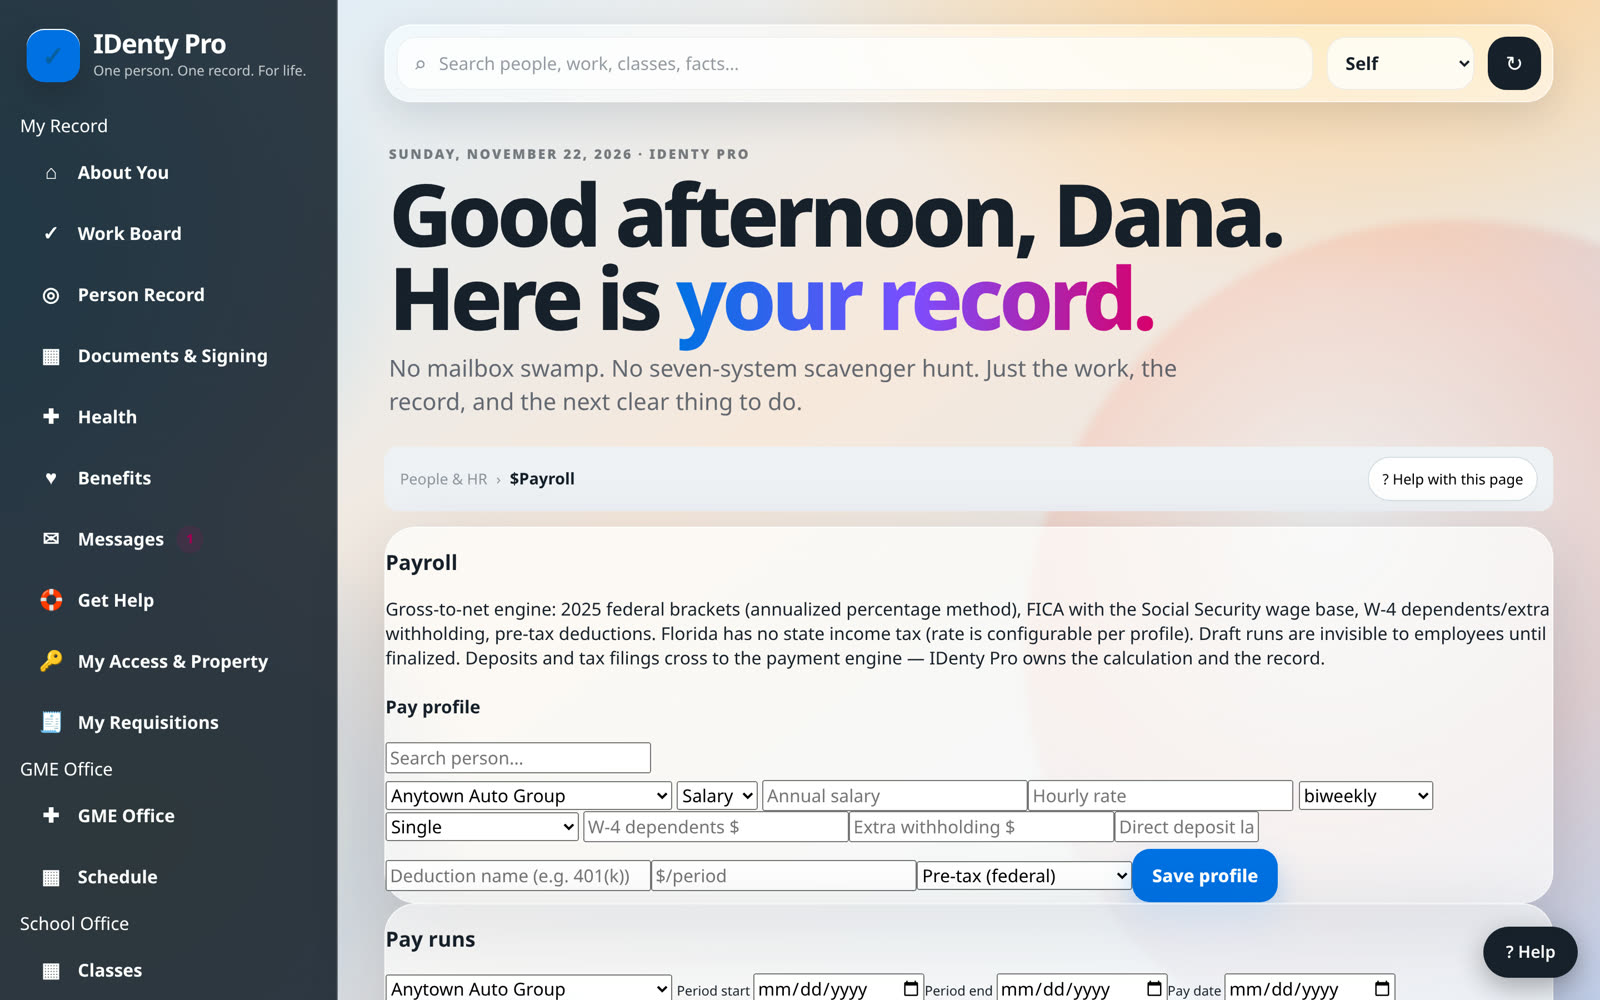 IDenty Pro
One person. One record. For life.
My Record
About You
Work Board
Person Record
Documents & Signing
Health
Benefits
Messages
Get Help
My Access & Property
My Requisitions
GME Office
GME Office
Schedule
School Office
Classes
Search people, work, classes, facts...
Self
SUNDAY, NOVEMBER 22, 2026 · IDENTY PRO
Good afternoon, Dana.
Here is your record.
No mailbox swamp. No seven-system scavenger hunt. Just the work, the
record, and the next clear thing to do.
People & HR › $Payroll
? Help with this page
Payroll
Gross-to-net engine: 2025 federal brackets (annualized percentage method), FICA with the Social Security wage base, W-4 dependents/extra
withholding, pre-tax deductions. Florida has no state income tax (rate is configurable per profile). Draft runs are invisible to employees until
finalized. Deposits and tax filings cross to the payment engine — IDenty Pro owns the calculation and the record.
Pay profile
Search person...
Anytown Auto Group Salary Annual salary Hourly rate biweekly
Single W-4 dependents $ Extra withholding $ Direct deposit la
Deduction name (e.g. 401(k)) $/period Pre-tax (federal) Save profile
Pay runs
Anytown Auto Group Period start mm/dd/yyyy Period end mm/dd/yyyy Pay date mm/dd/yyyy
? Help